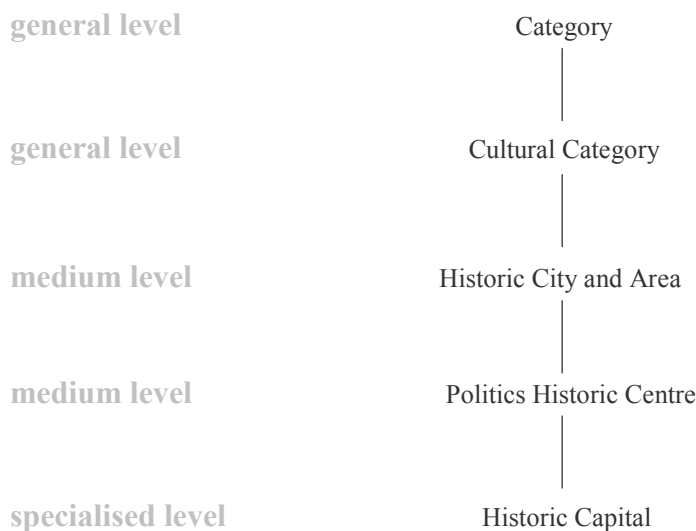 general level Category
general level Cultural Category
medium level Historic City and Area
medium level Politics Historic Centre
specialised level Historic Capital